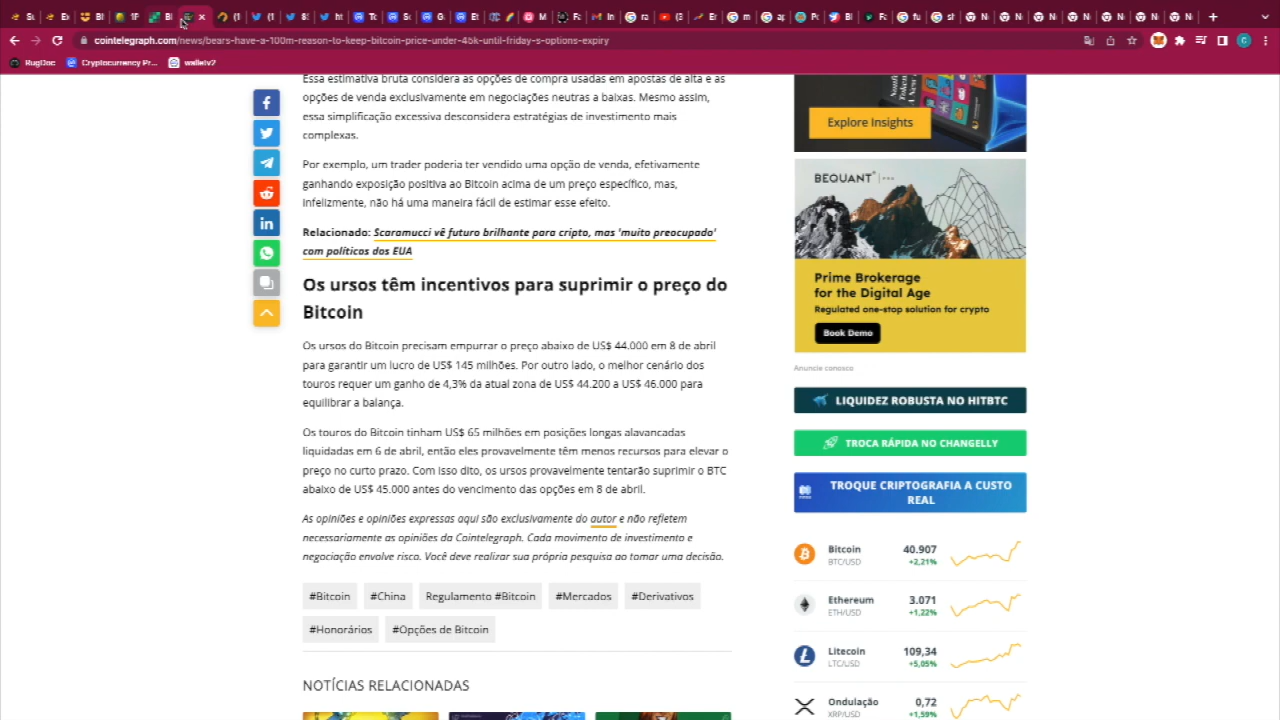 cointelegraph.com/news/bears-have-a-100m-reason-to-keep-bitcoin-price-under-45k-until-friday-s-options-expiry
RugDoc
Cryptocurrency Pr...
walletv2
Essa estimativa bruta considera as opções de compra usadas em apostas de alta e as
opções de venda exclusivamente em negociações neutras a baixas. Mesmo assim,
essa simplificação excessiva desconsidera estratégias de investimento mais
complexas.
Por exemplo, um trader poderia ter vendido uma opção de venda, efetivamente
ganhando exposição positiva ao Bitcoin acima de um preço específico, mas,
infelizmente, não há uma maneira fácil de estimar esse efeito.
Relacionado: Scaramucci vê futuro brilhante para cripto, mas 'muito preocupado'
com políticos dos EUA
Os ursos têm incentivos para suprimir o preço do
Bitcoin
Os ursos do Bitcoin precisam empurrar o preço abaixo de US$ 44.000 em 8 de abril
para garantir um lucro de US$ 145 milhões. Por outro lado, o melhor cenário dos
touros requer um ganho de 4,3% da atual zona de US$ 44.200 a US$ 46.000 para
equilibrar a balança.
Os touros do Bitcoin tinham US$ 65 milhões em posições longas alavancadas
liquidadas em 6 de abril, então eles provavelmente têm menos recursos para elevar o
preço no curto prazo. Com isso dito, os ursos provavelmente tentarão suprimir o BTC
abaixo de US$ 45.000 antes do vencimento das opções em 8 de abril.
As opiniões e opiniões expressas aqui são exclusivamente do autor e não refletem
necessariamente as opiniões da Cointelegraph. Cada movimento de investimento e
negociação envolve risco. Você deve realizar sua própria pesquisa ao tomar uma decisão.
#Bitcoin
#China
Regulamento #Bitcoin
#Mercados
#Derivativos
#Honorários
#Opções de Bitcoin
NOTÍCIAS RELACIONADAS
Explore Insights
BEQUANT
Prime Brokerage
for the Digital Age
Regulated one-stop solution for crypto
Book Demo
Anuncie conosco
LIQUIDEZ ROBUSTA NO HITBTC
TROCA RÁPIDA NO CHANGELLY
TROQUE CRIPTOGRAFIA A CUSTO
REAL
Bitcoin 40.907
BTC/USD +2,21%
Ethereum 3.071
ETH/USD +1,22%
Litecoin 109,34
LTC/USD +5,05%
Ondulação 0,72
XRP/USD +1,59%